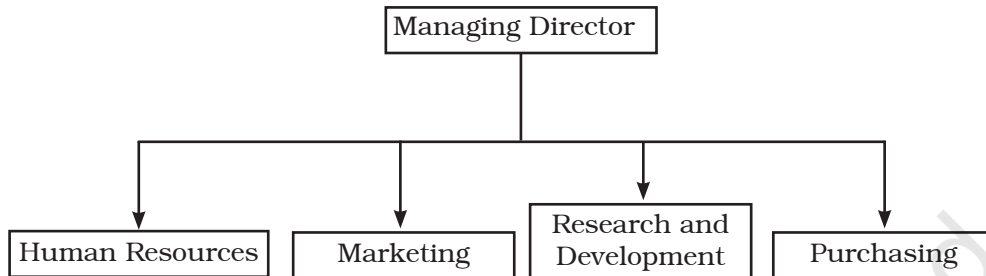 Managing Director
Human Resources
Marketing
Research and
Development
Purchasing